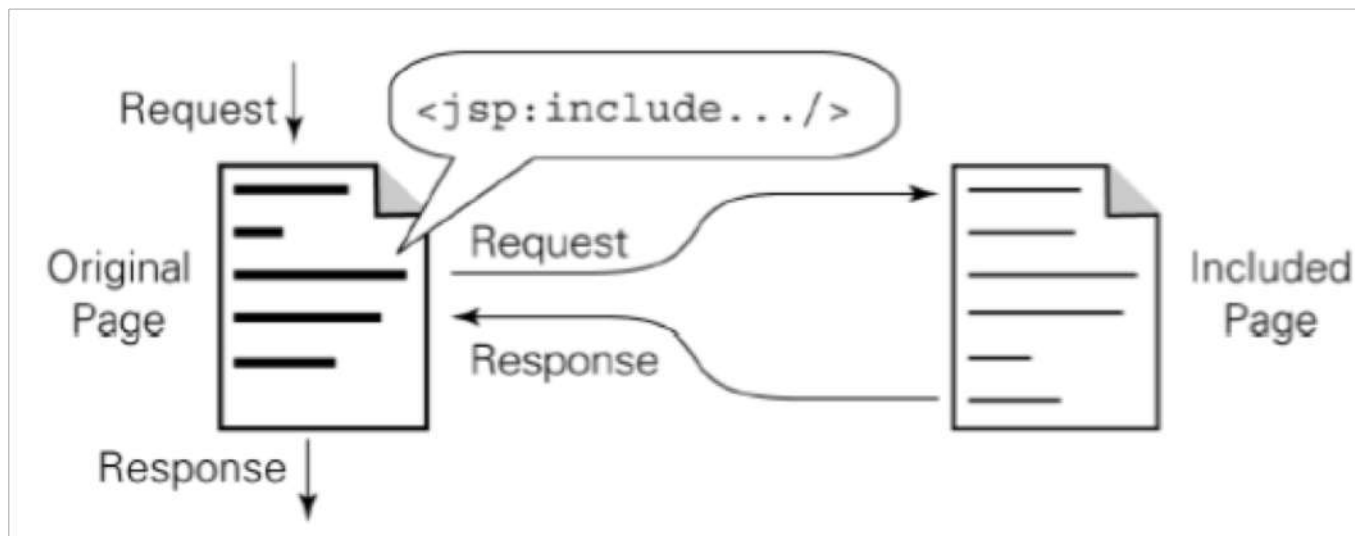 Request
<jsp:include.../>
Original
Page
Request
Response
Included
Page
Response